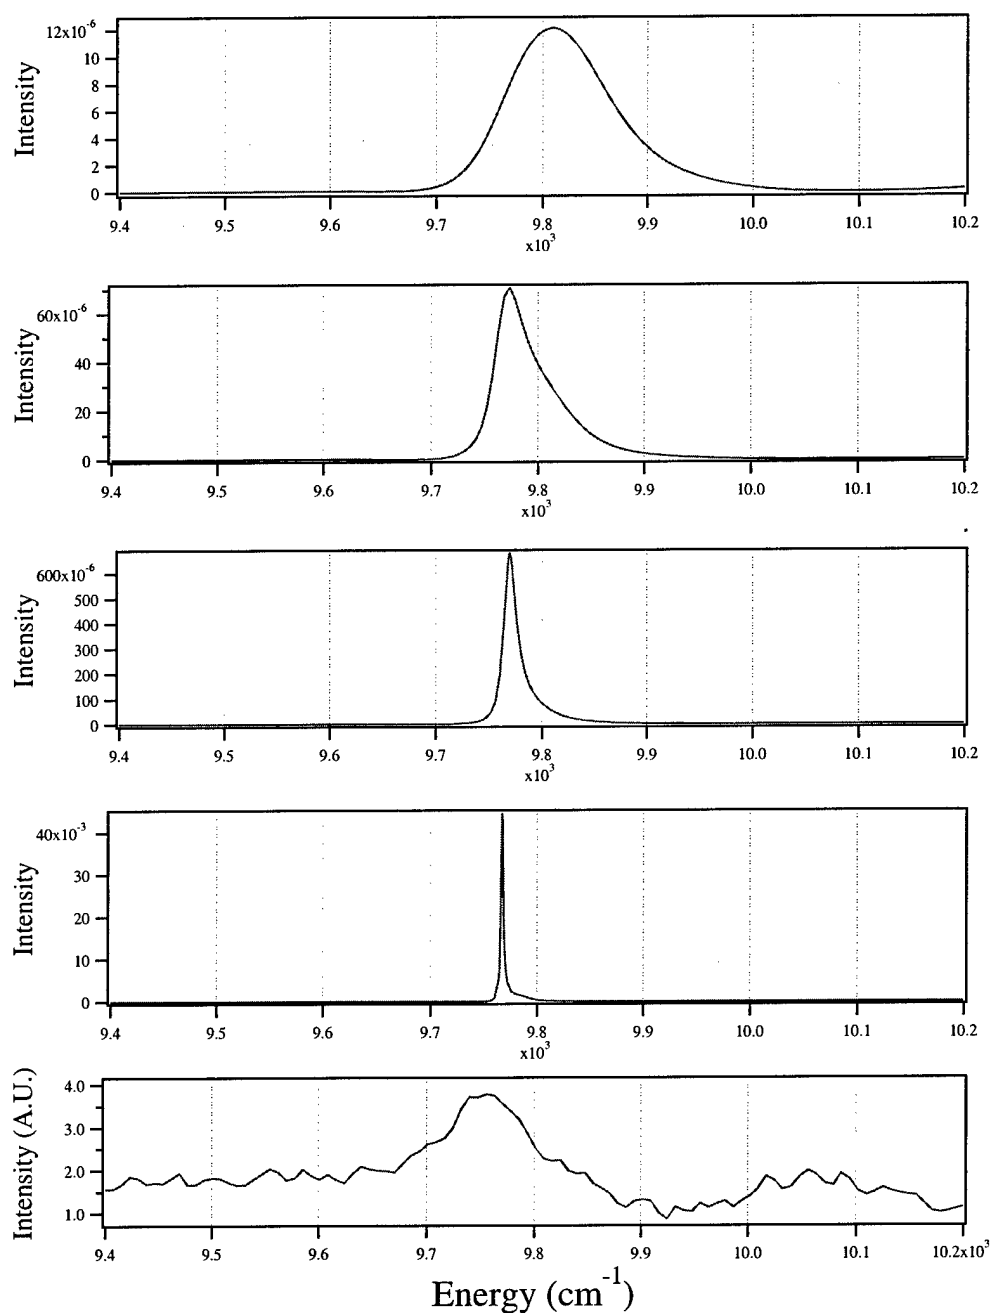 Intensity
12x10-6
10
8
6
4
2
0
9.4 9.5 9.6 9.7 9.8 9.9 10.0 10.1 10.2
x10³
Intensity
60x10-6
40
20
0
9.4 9.5 9.6 9.7 9.8 9.9 10.0 10.1 10.2
x10³
Intensity
600x10-6
500
400
300
200
100
0
9.4 9.5 9.6 9.7 9.8 9.9 10.0 10.1 10.2
x10³
Intensity
40x10-3
30
20
10
0
9.4 9.5 9.6 9.7 9.8 9.9 10.0 10.1 10.2
x10³
Intensity (A.U.)
4.0
3.0
2.0
1.0
9.4 9.5 9.6 9.7 9.8 9.9 10.0 10.1 10.2x10³
Energy (cm-1)